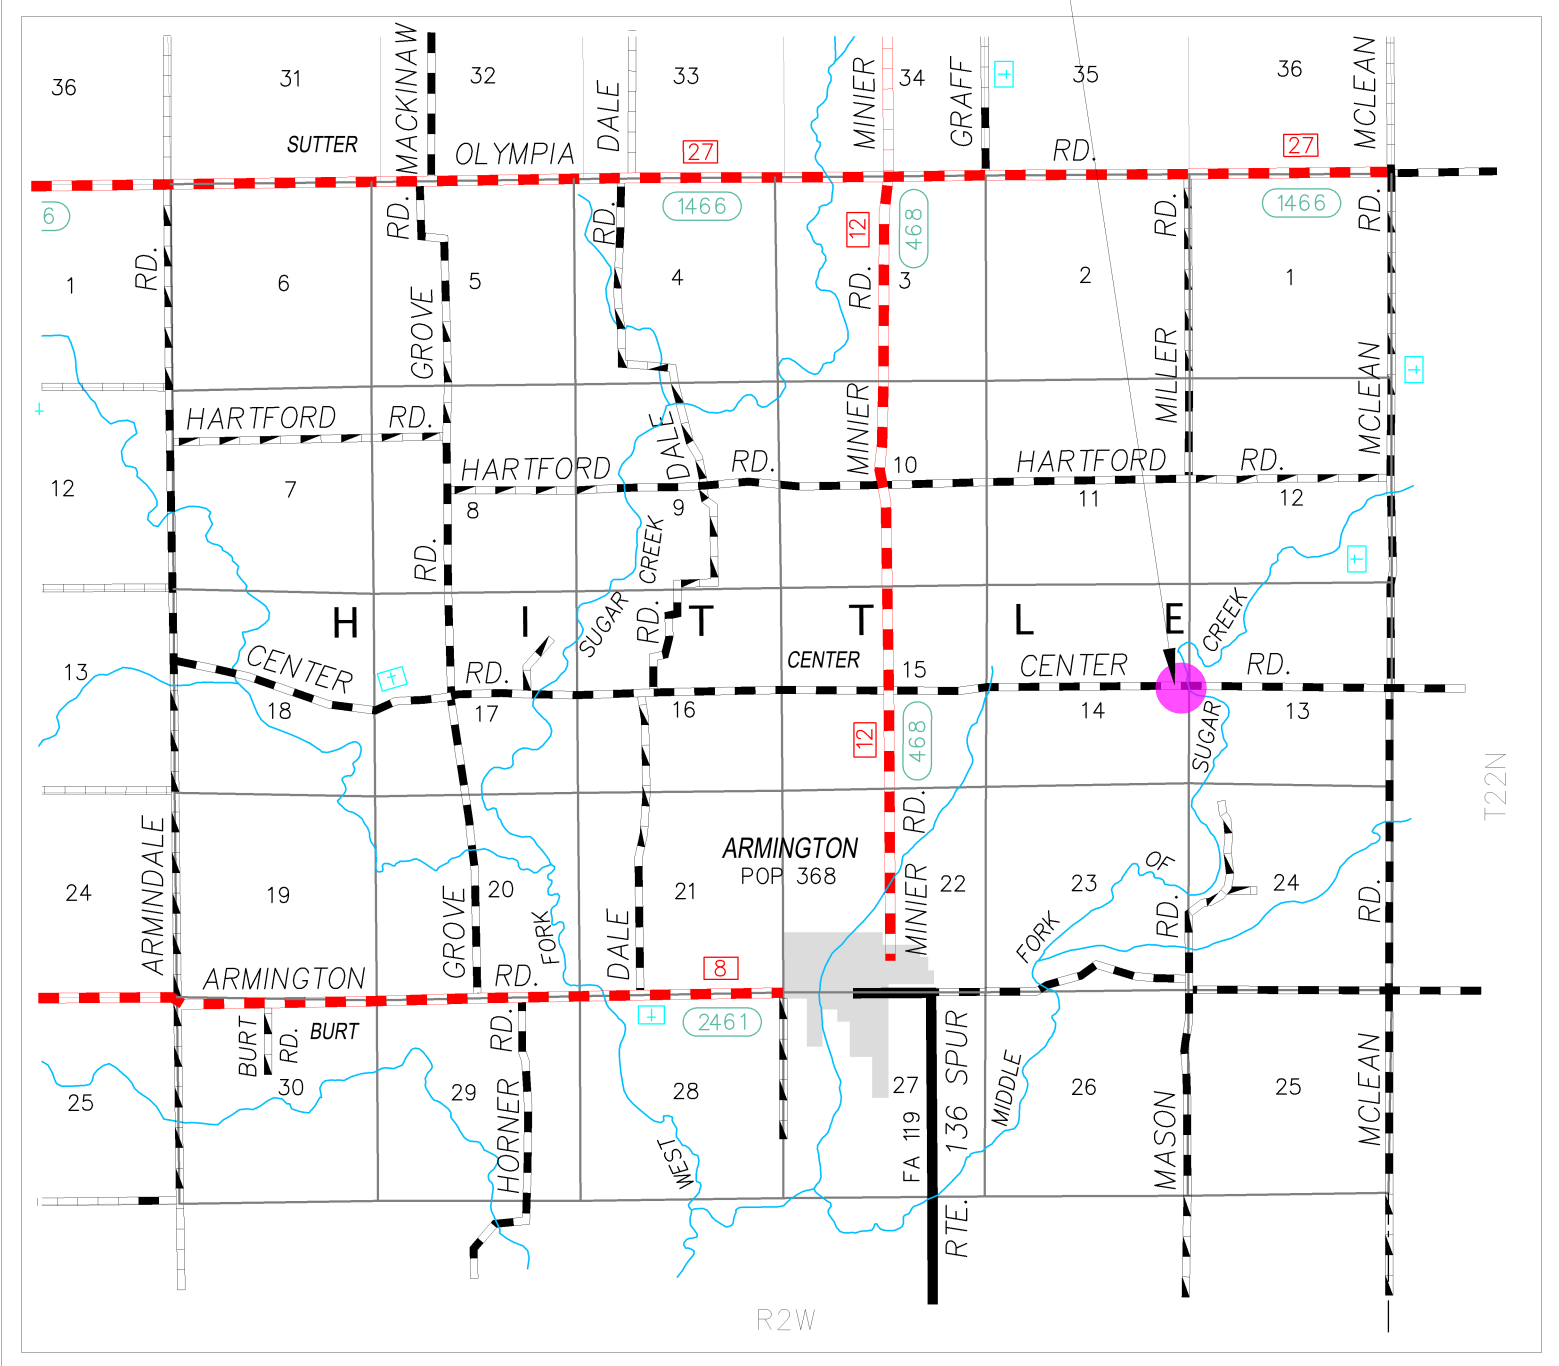 36
31
MACKINAW
32
DALE
33
MINIER
34
GRAFF
35
36
MCLEAN
SUTTER
OLYMPIA
27
RD.
27
6
RD.
RD.
1466
12
468
RD.
1466
RD.
1
RD.
6
5
4
RD.
3
2
1
GROVE
MILLER
MCLEAN
HARTFORD
RD.
DALE
MINIER
12
7
HARTFORD
RD.
10
HARTFORD
RD.
8
9
11
12
RD.
CREEK
H I T T L E
SUGAR
RD.
CREEK
13
CENTER
RD.
CENTER
15
CENTER
RD.
18
17
16
14
13
12
468
SUGAR
T22N
ARMINDALE
RD.
ARMINGTON
POP 368
OF
24
19
GROVE
20
FORK
DALE
21
MINIER
22
23
FORK
RD.
24
RD.
ARMINGTON
RD.
8
BURT
RD.
BURT
RD.
2461
25
30
29
HORNER
28
WEST
27
FA 119
RTE. 136 SPUR
MIDDLE
26
MASON
25
MCLEAN
R2W